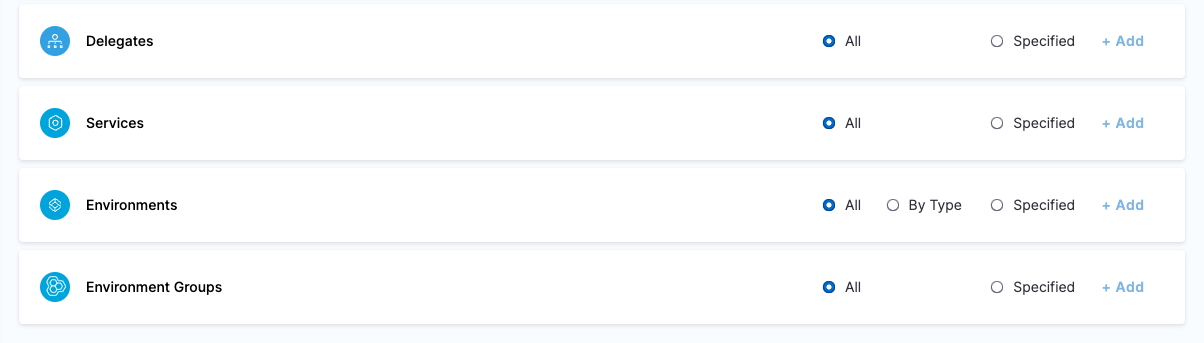 Delegates All Specified + Add
Services All Specified + Add
Environments All By Type Specified + Add
Environment Groups All Specified + Add